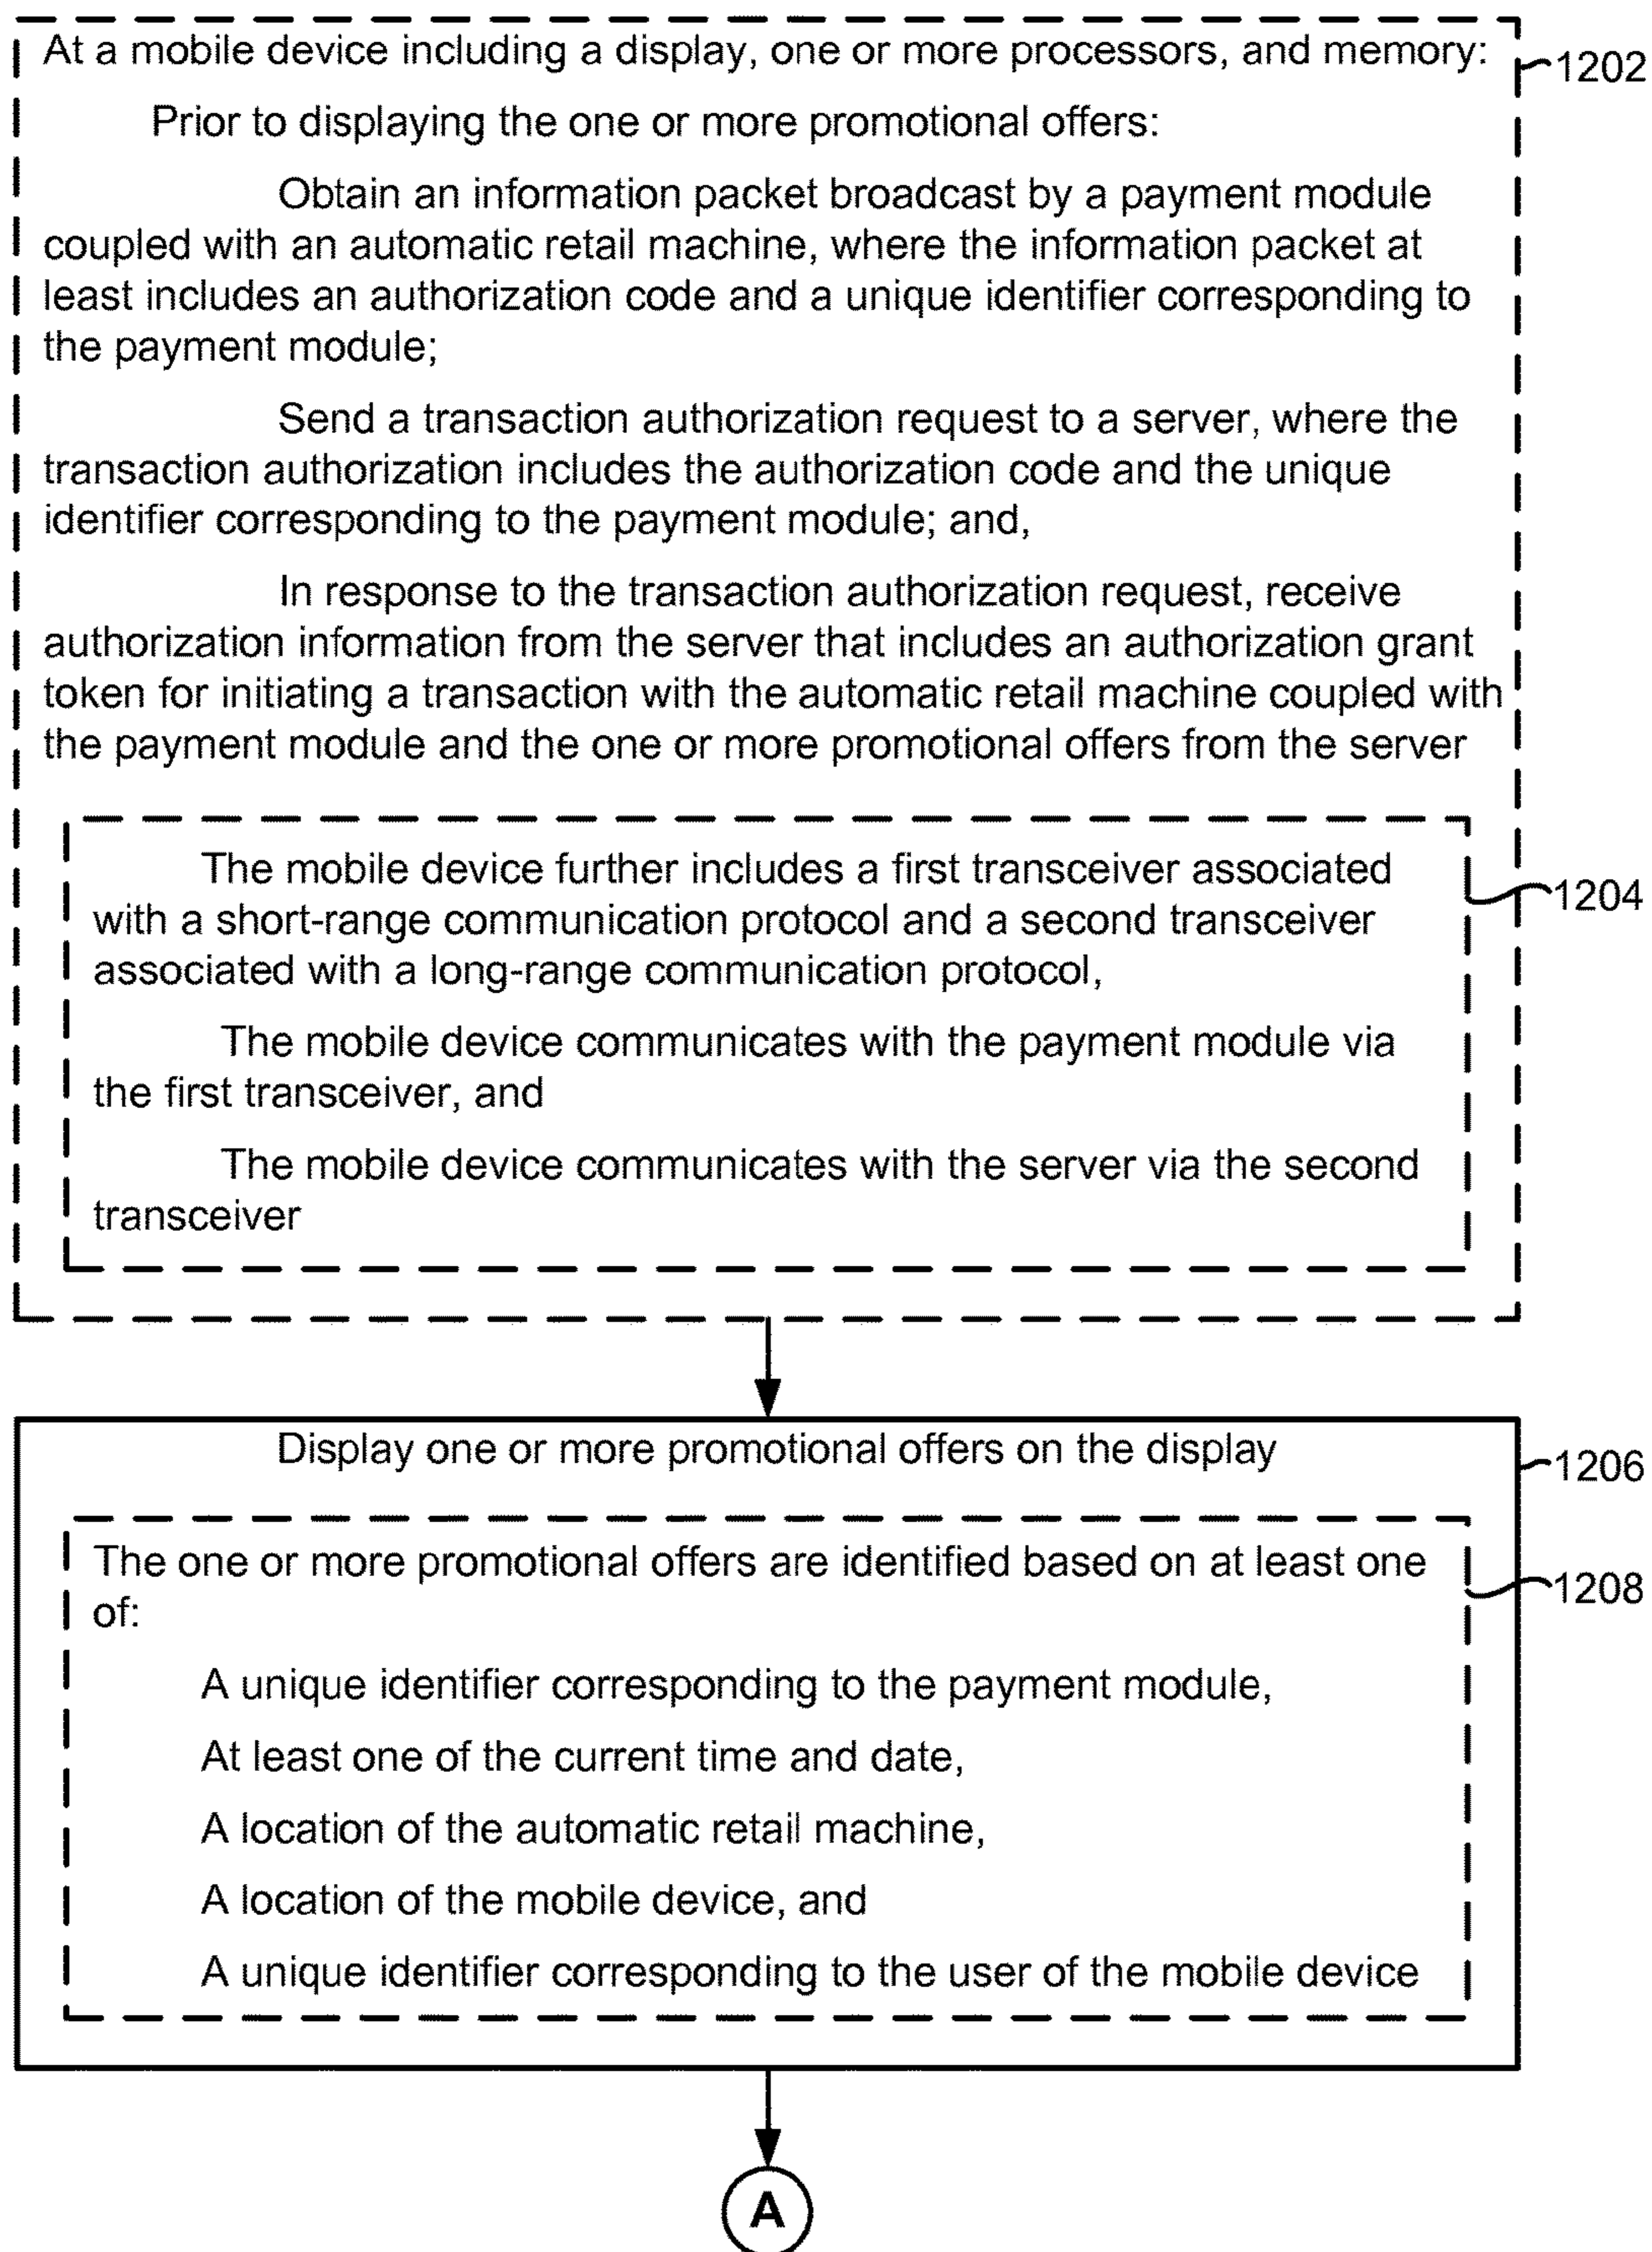 At a mobile device including a display, one or more processors, and memory:
1202
Prior to displaying the one or more promotional offers:
Obtain an information packet broadcast by a payment module
coupled with an automatic retail machine, where the information packet at
least includes an authorization code and a unique identifier corresponding to
the payment module;
Send a transaction authorization request to a server, where the
transaction authorization includes the authorization code and the unique
identifier corresponding to the payment module; and,
In response to the transaction authorization request, receive
authorization information from the server that includes an authorization grant
token for initiating a transaction with the automatic retail machine coupled with
the payment module and the one or more promotional offers from the server
The mobile device further includes a first transceiver associated
1204
with a short-range communication protocol and a second transceiver
associated with a long-range communication protocol,
The mobile device communicates with the payment module via
the first transceiver, and
The mobile device communicates with the server via the second
transceiver
Display one or more promotional offers on the display
1206
The one or more promotional offers are identified based on at least one
1208
of:
A unique identifier corresponding to the payment module,
At least one of the current time and date,
A location of the automatic retail machine,
A location of the mobile device, and
A unique identifier corresponding to the user of the mobile device
A